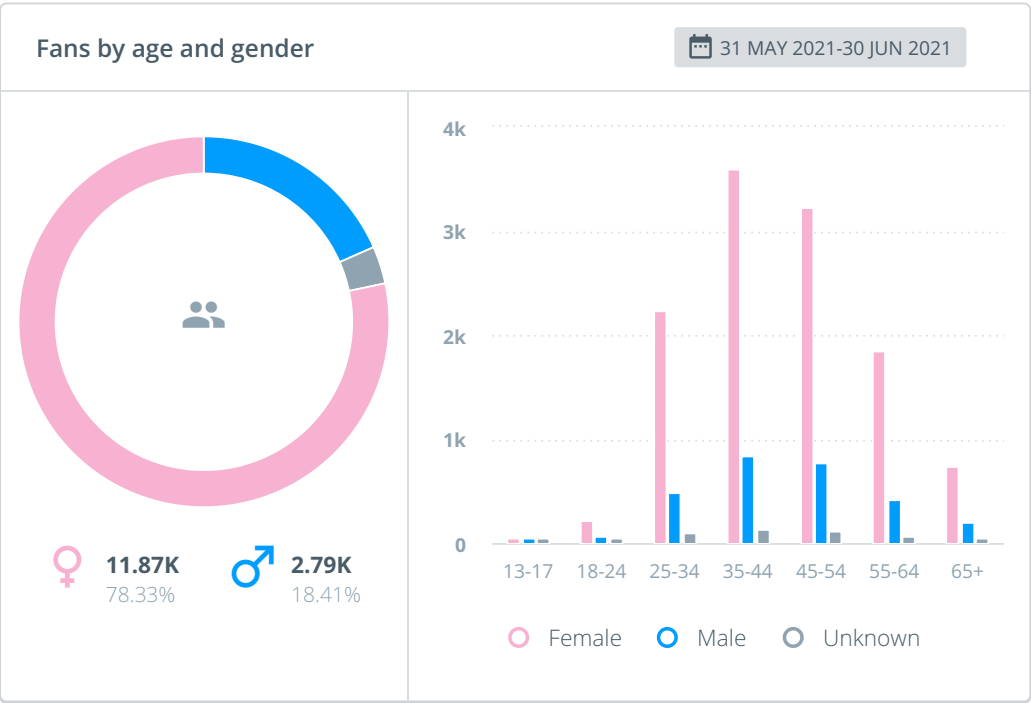 Fans by age and gender
31 MAY 2021-30 JUN 2021
11.87K
78.33%
2.79K
18.41%
4k
3k
2k
1k
0
13-17 18-24 25-34 35-44 45-54 55-64 65+
Female Male Unknown